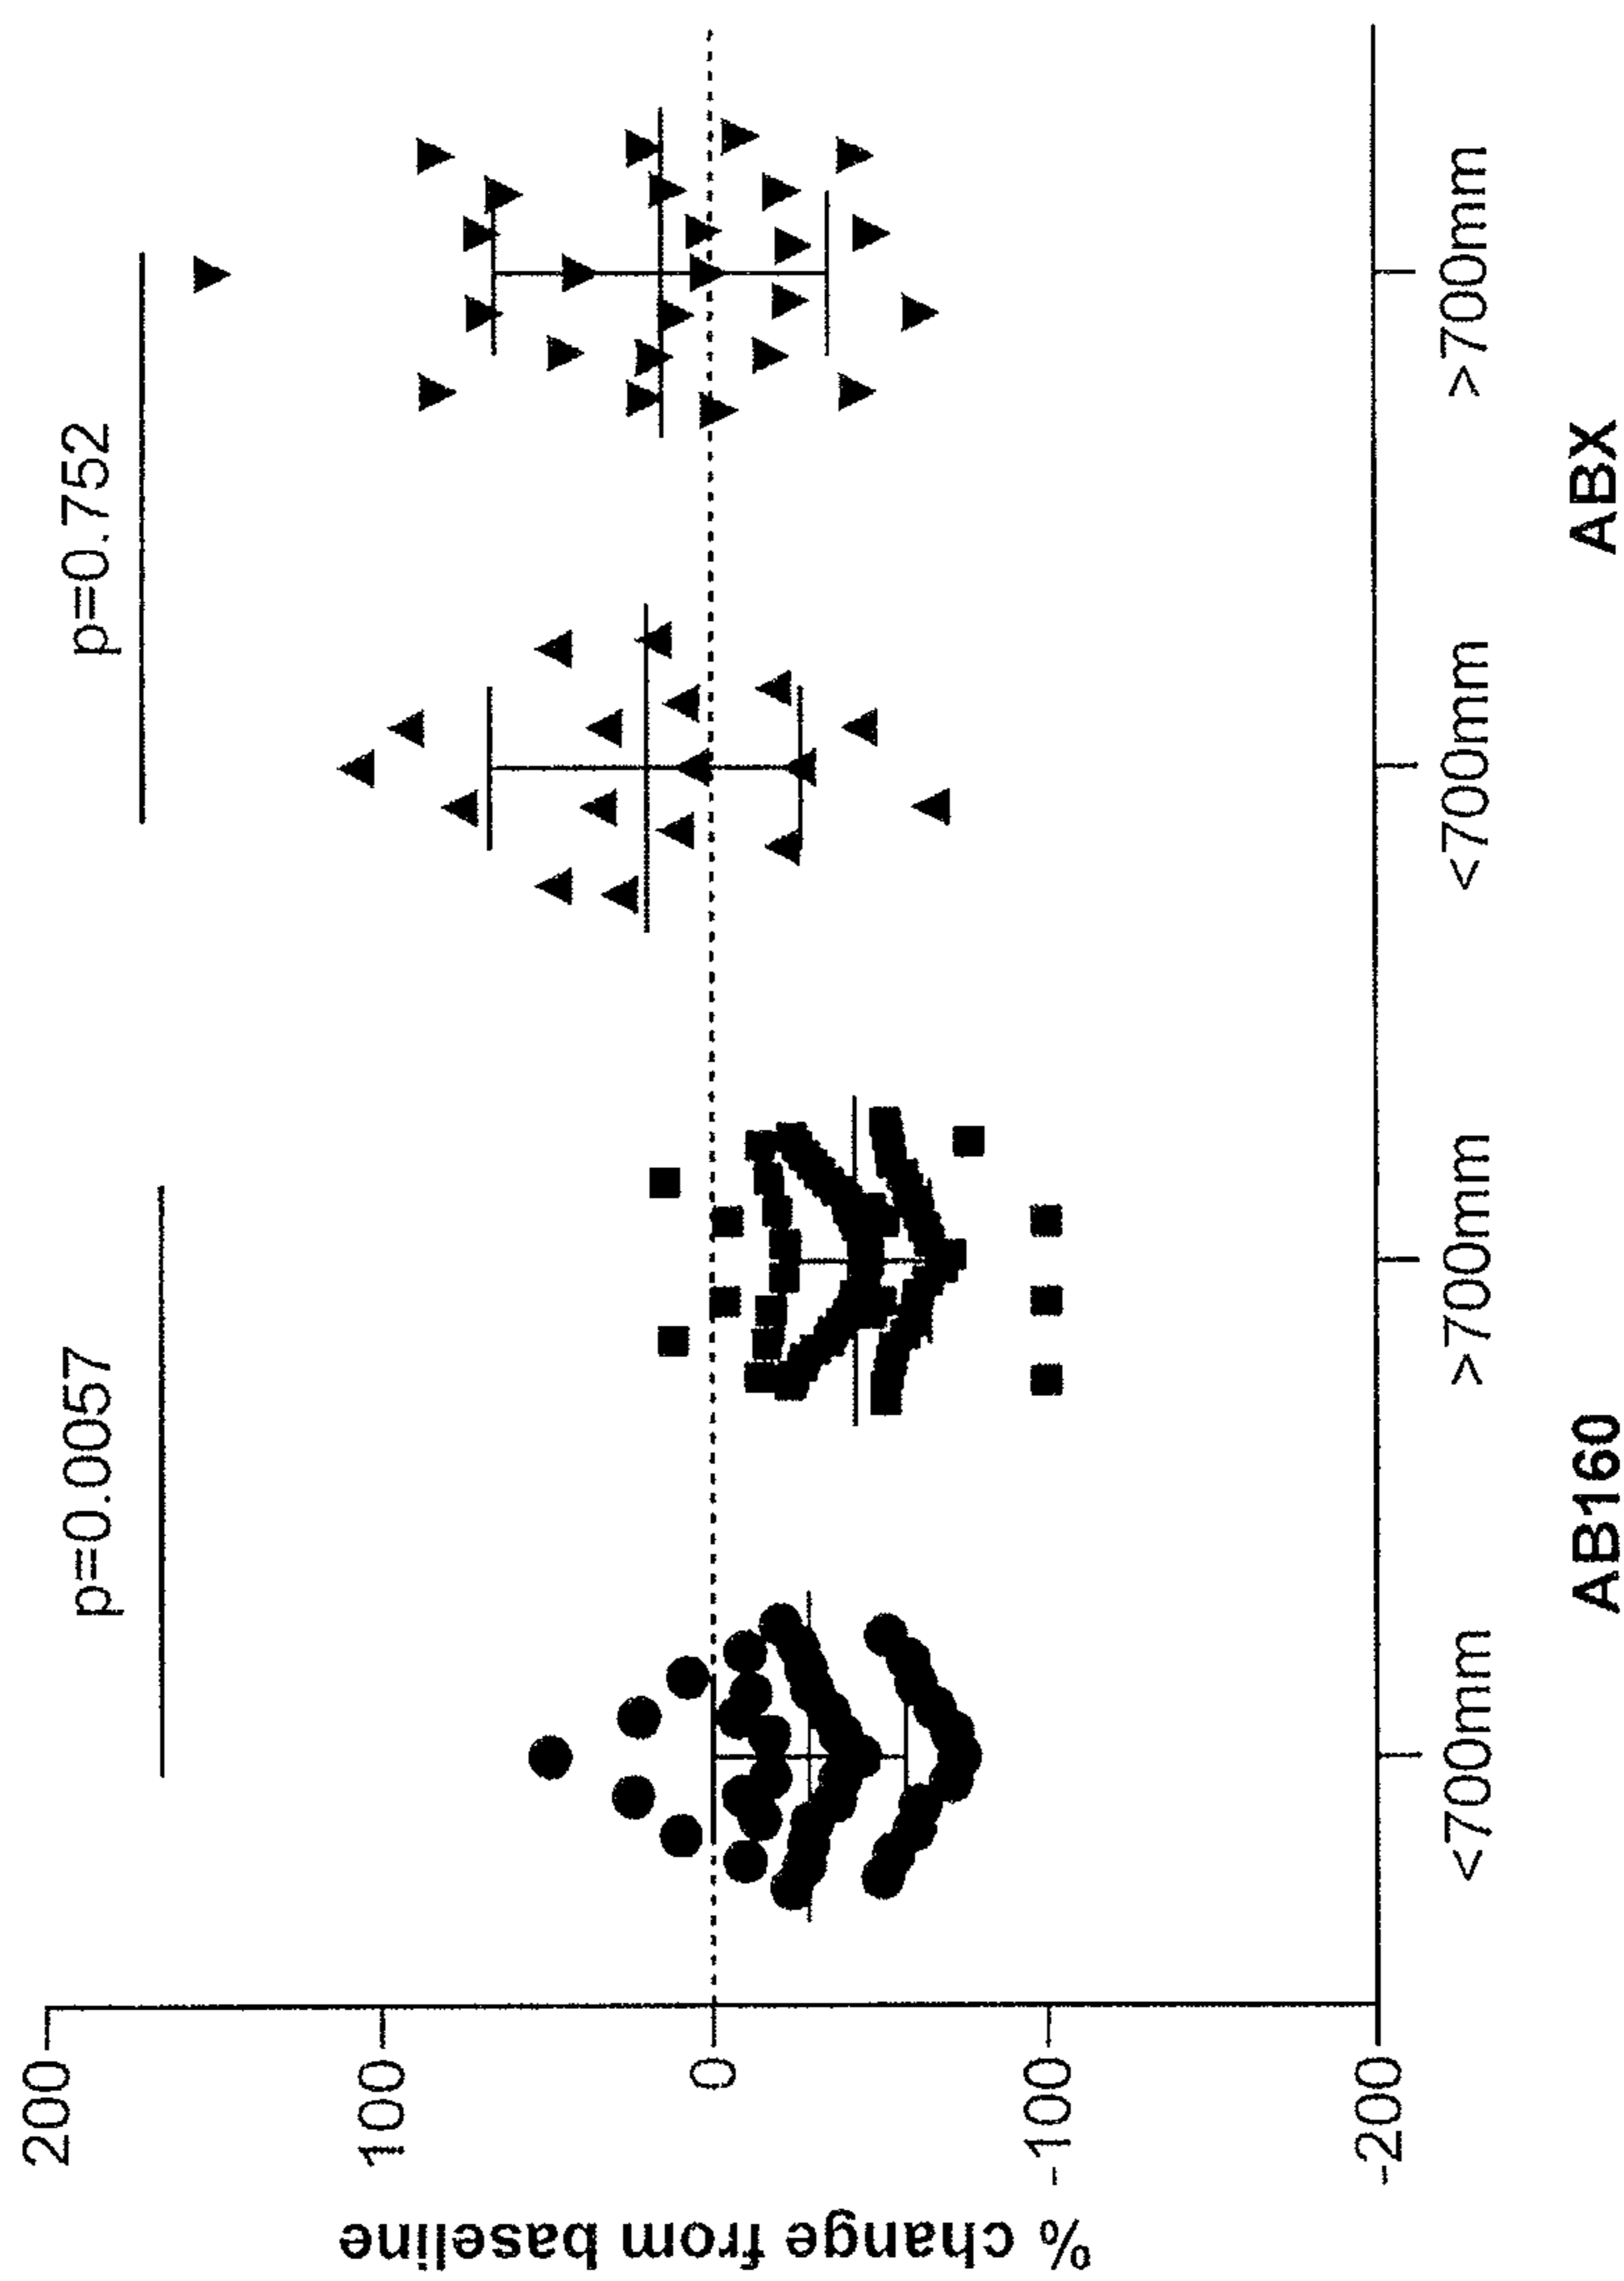 p=0.0057
p=0.752
% change from baseline
200
100
0
-100
-200
<700mm
>700mm
<700mm
>700mm
AB160
ABX